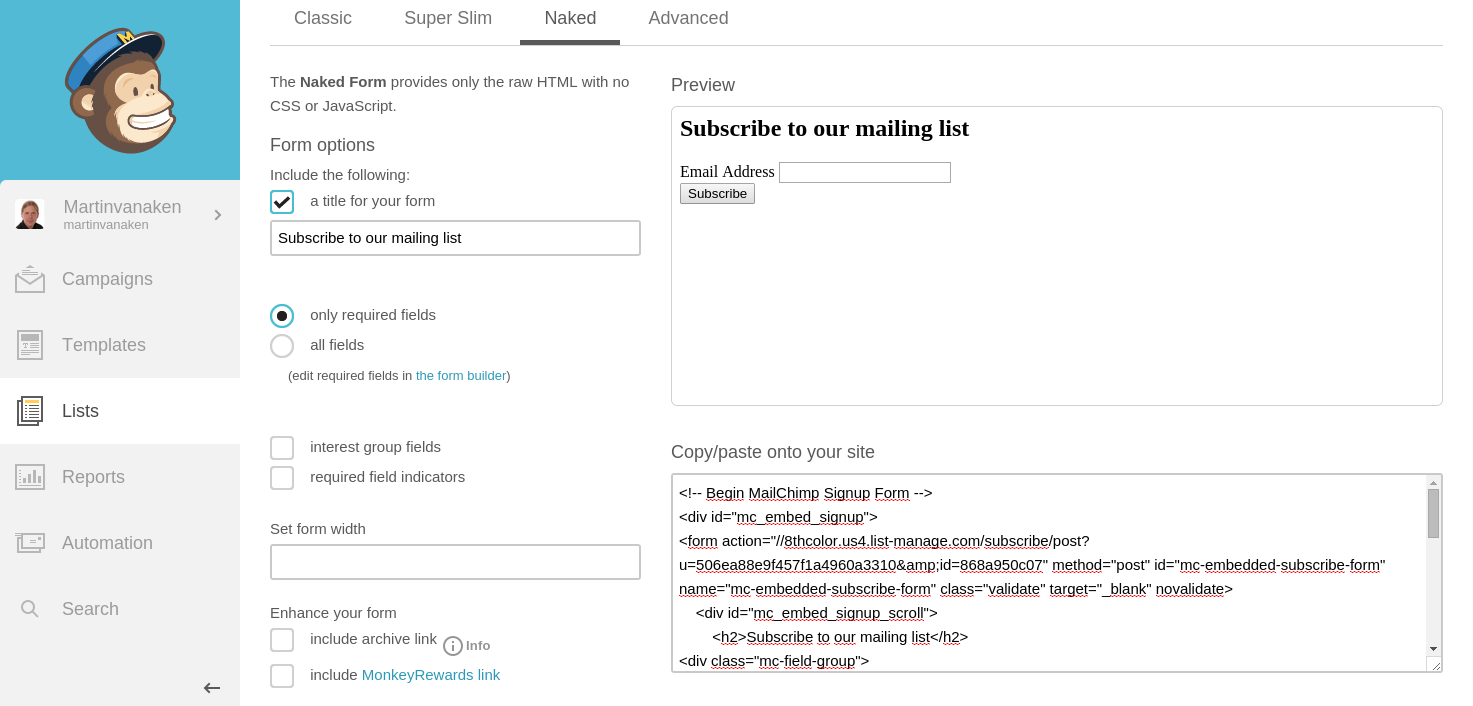 Classic
Super Slim
Naked
Advanced
Martinvanaken
martinvanaken
Campaigns
Templates
Lists
Reports
Automation
Search
The Naked Form provides only the raw HTML with no
CSS or JavaScript.
Form options
Include the following:
a title for your form
Subscribe to our mailing list
only required fields
all fields
(edit required fields in the form builder)
interest group fields
required field indicators
Set form width
Enhance your form
include archive link
Info
include MonkeyRewards link
Preview
Subscribe to our mailing list
Email Address
Subscribe
Copy/paste onto your site
<!-- Begin MailChimp Signup Form -->
<div id="mc_embed_signup">
<form action="//8thcolor.us4.list-manage.com/subscribe/post?
u=506ea88e9f457f1a4960a3310&amp;id=868a950c07" method="post" id="mc-embedded-subscribe-form"
name="mc-embedded-subscribe-form" class="validate" target="_blank" novalidate>
<div id="mc_embed_signup_scroll">
<h2>Subscribe to our mailing list</h2>
<div class="mc-field-group">